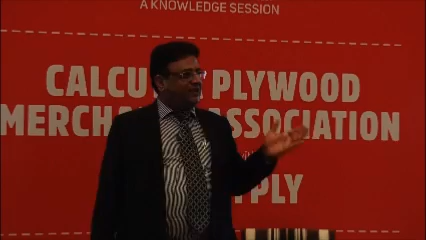 A KNOWLEDGE SESSION
CALCU PLYWOOD
MERCHA ASSOCIATION
PLY